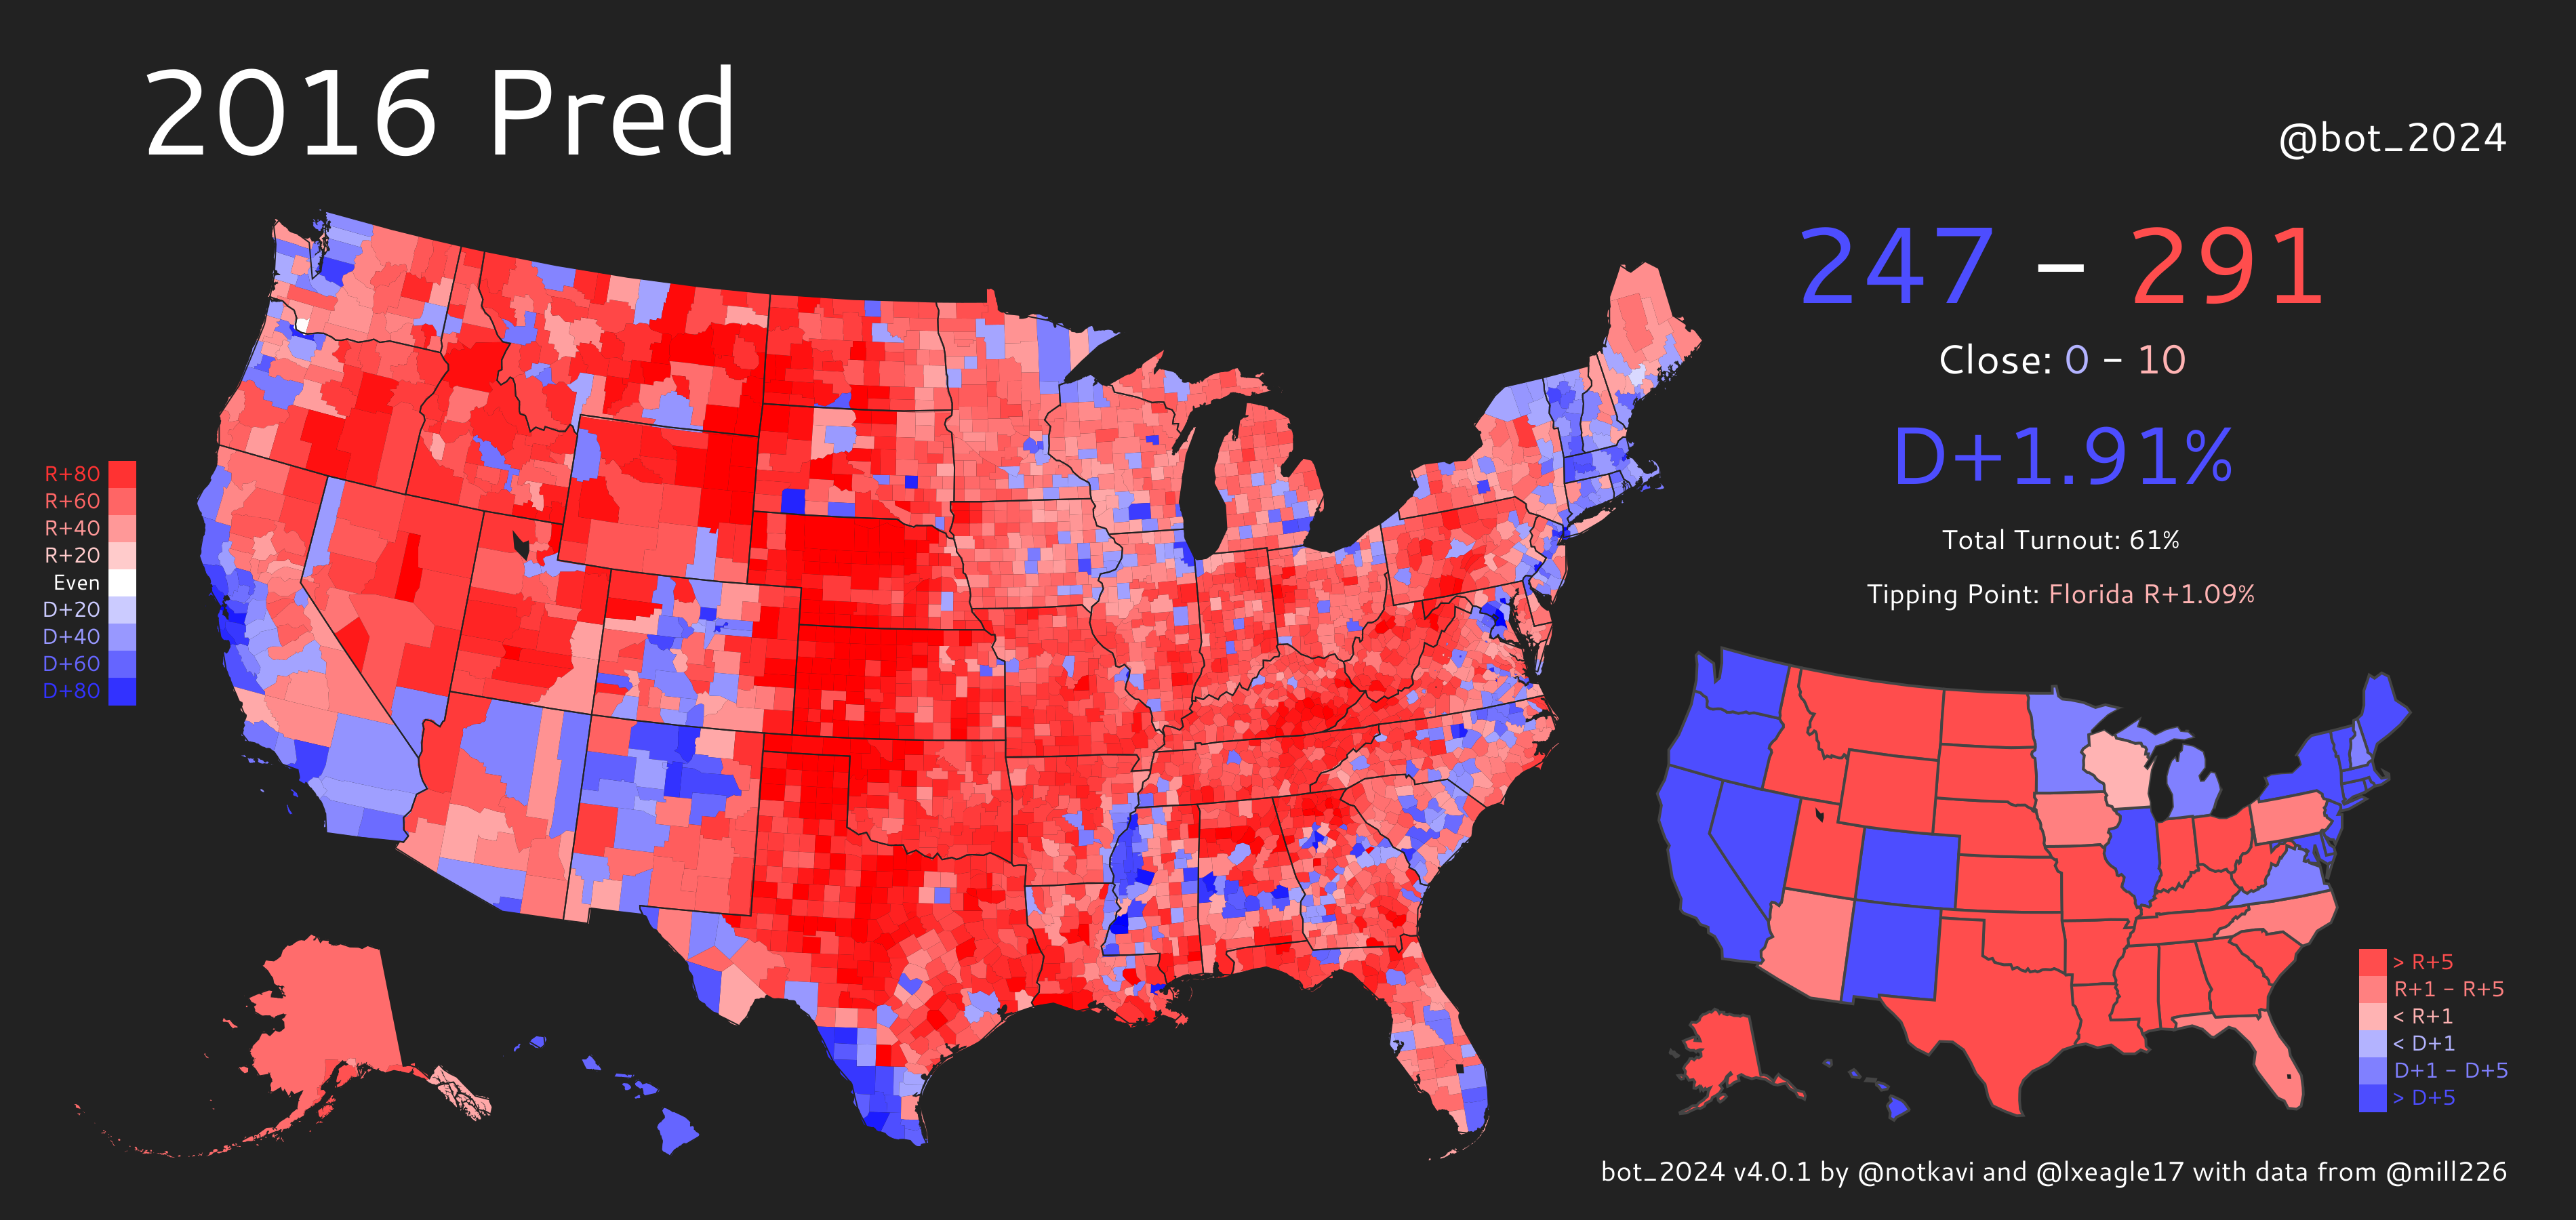 2016 Pred
@bot_2024
247 – 291
Close: 0 – 10
D+1.91%
Total Turnout: 61%
Tipping Point: Florida R+1.09%
R+80
R+60
R+40
R+20
Even
D+20
D+40
D+60
D+80
> R+5
R+1 – R+5
< R+1
< D+1
D+1 – D+5
> D+5
bot_2024 v4.0.1 by @notkavi and @lxeagle17 with data from @mill226